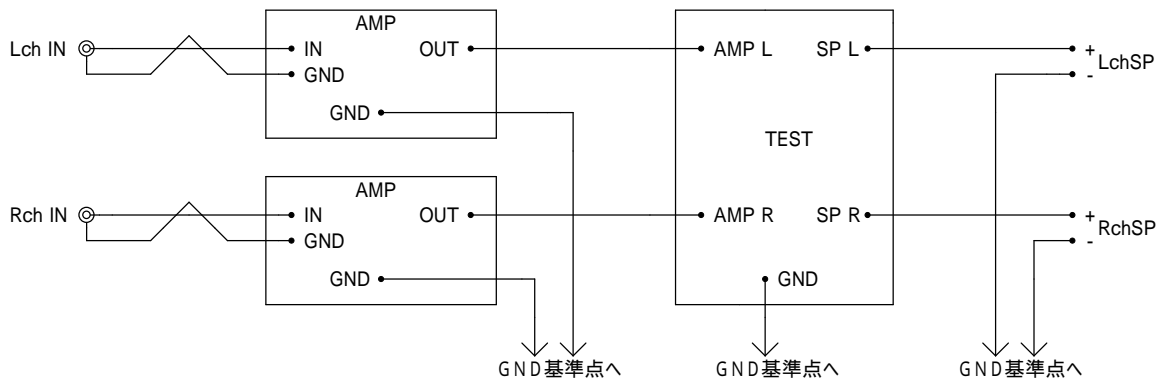 AMP
Lch IN
IN
GND
OUT
GND
AMP L
SP L
TEST
+
-
LchSP
AMP
Rch IN
IN
GND
OUT
GND
AMP R
SP R
GND
+
-
RchSP
GND基準点へ
GND基準点へ
GND基準点へ